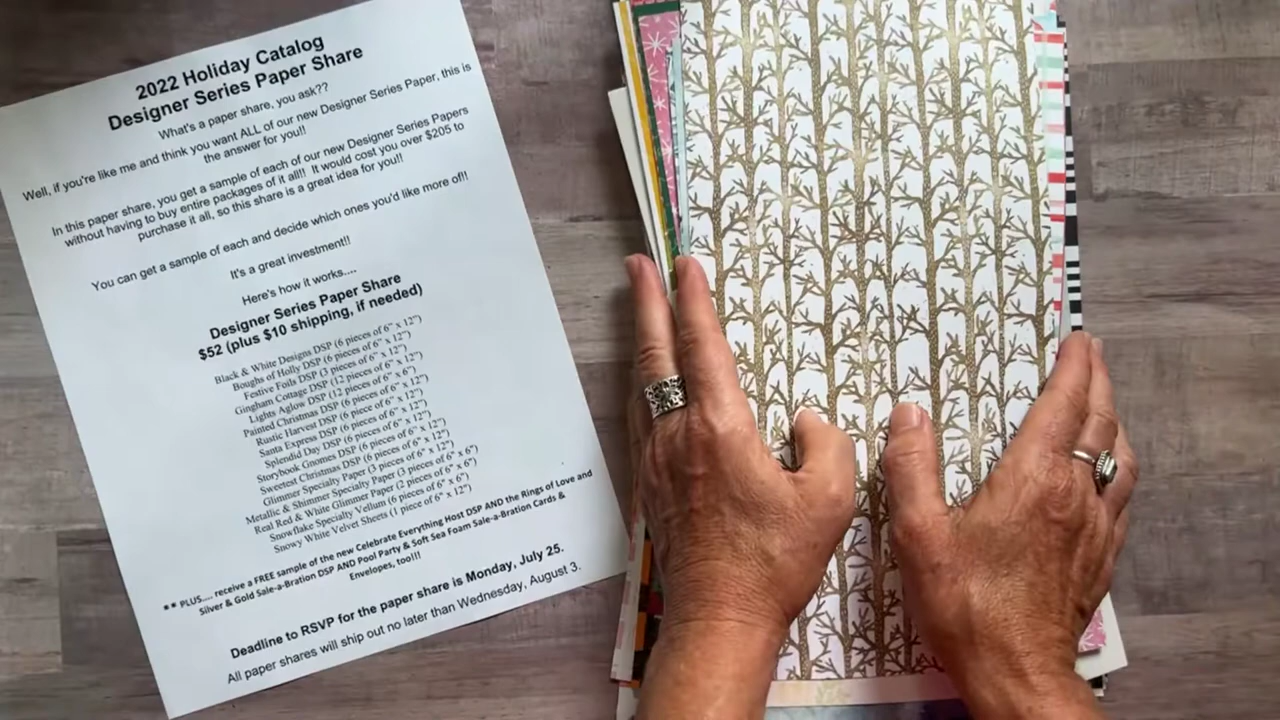 2022 Holiday Catalog
Designer Series Paper Share
What's a paper share, you ask??
Well, if you're like me and think you want ALL of our new Designer Series Paper, this is
the answer for you!!
In this paper share, you get a sample of each of our new Designer Series Papers
without having to buy entire packages of it all!! It would cost you over $205 to
purchase it all, so this share is a great idea for you!!
You can get a sample of each and decide which ones you'd like more of!!
It's a great investment!!
Here's how it works....
Designer Series Paper Share
$52 (plus $10 shipping, if needed)
Black & White Designs DSP (6 pieces of 6" x 12")
Boughs of Holly DSP (6 pieces of 6" x 12")
Festive Foils DSP (3 pieces of 6" x 12")
Gingham Cottage DSP (12 pieces of 6" x 12")
Lights Aglow DSP (12 pieces of 6" x 6")
Painted Christmas DSP (6 pieces of 6" x 12")
Rustic Harvest DSP (6 pieces of 6" x 12")
Santa Express DSP (6 pieces of 6" x 12")
Splendid Day DSP (6 pieces of 6" x 12")
Storybook Gnomes DSP (6 pieces of 6" x 12")
Sweetest Christmas DSP (6 pieces of 6" x 12")
Glimmer Specialty Paper (3 pieces of 6" x 12")
Metallic & Shimmer Specialty Paper (3 pieces of 6" x 6")
Real Red & White Glimmer Paper (2 pieces of 6" x 6")
Snowflake Specialty Vellum (6 pieces of 6" x 6")
Snowy White Velvet Sheets (1 piece of 6" x 12")
** PLUS.... receive a FREE sample of the new Celebrate Everything Host DSP AND the Rings of Love and
Silver & Gold Sale-a-Bration DSP AND Pool Party & Soft Sea Foam Sale-a-Bration Cards &
Envelopes, too!!!
Deadline to RSVP for the paper share is Monday, July 25.
All paper shares will ship out no later than Wednesday, August 3.